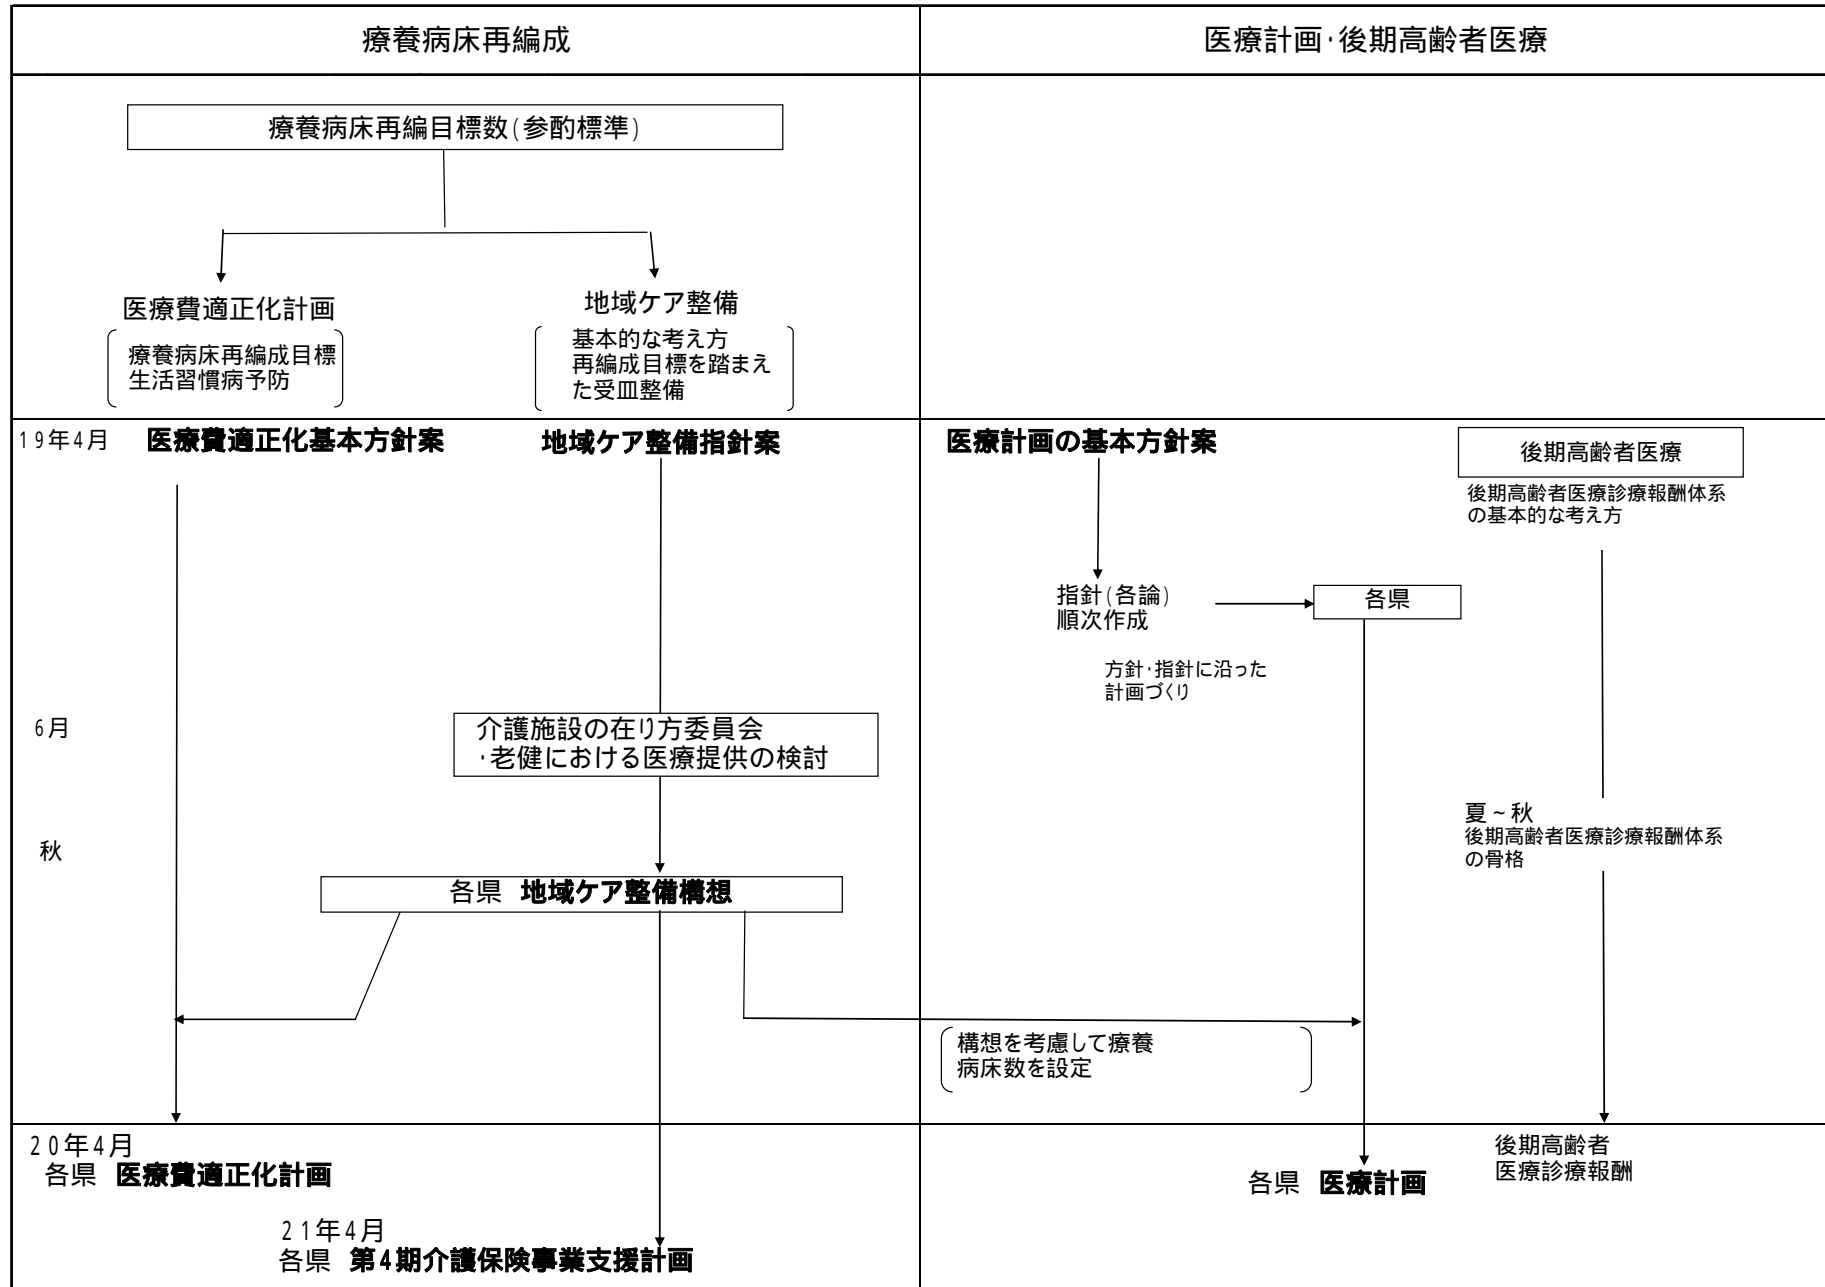 療養病床再編成
医療計画・後期高齢者医療
療養病床再編目標数(参酌標準)
医療費適正化計画
療養病床再編成目標
生活習慣病予防
地域ケア整備
基本的な考え方
再編成目標を踏まえ
た受皿整備
19年4月
医療費適正化基本方針案
地域ケア整備指針案
医療計画の基本方針案
後期高齢者医療
後期高齢者医療診療報酬体系
の基本的な考え方
指針(各論)
順次作成
各県
方針・指針に沿った
計画づくり
6月
介護施設の在り方委員会
・老健における医療提供の検討
夏~秋
後期高齢者医療診療報酬体系
の骨格
秋
各県 地域ケア整備構想
構想を考慮して療養
病床数を設定
20年4月
各県 医療費適正化計画
後期高齢者
医療診療報酬
各県 医療計画
21年4月
各県 第4期介護保険事業支援計画